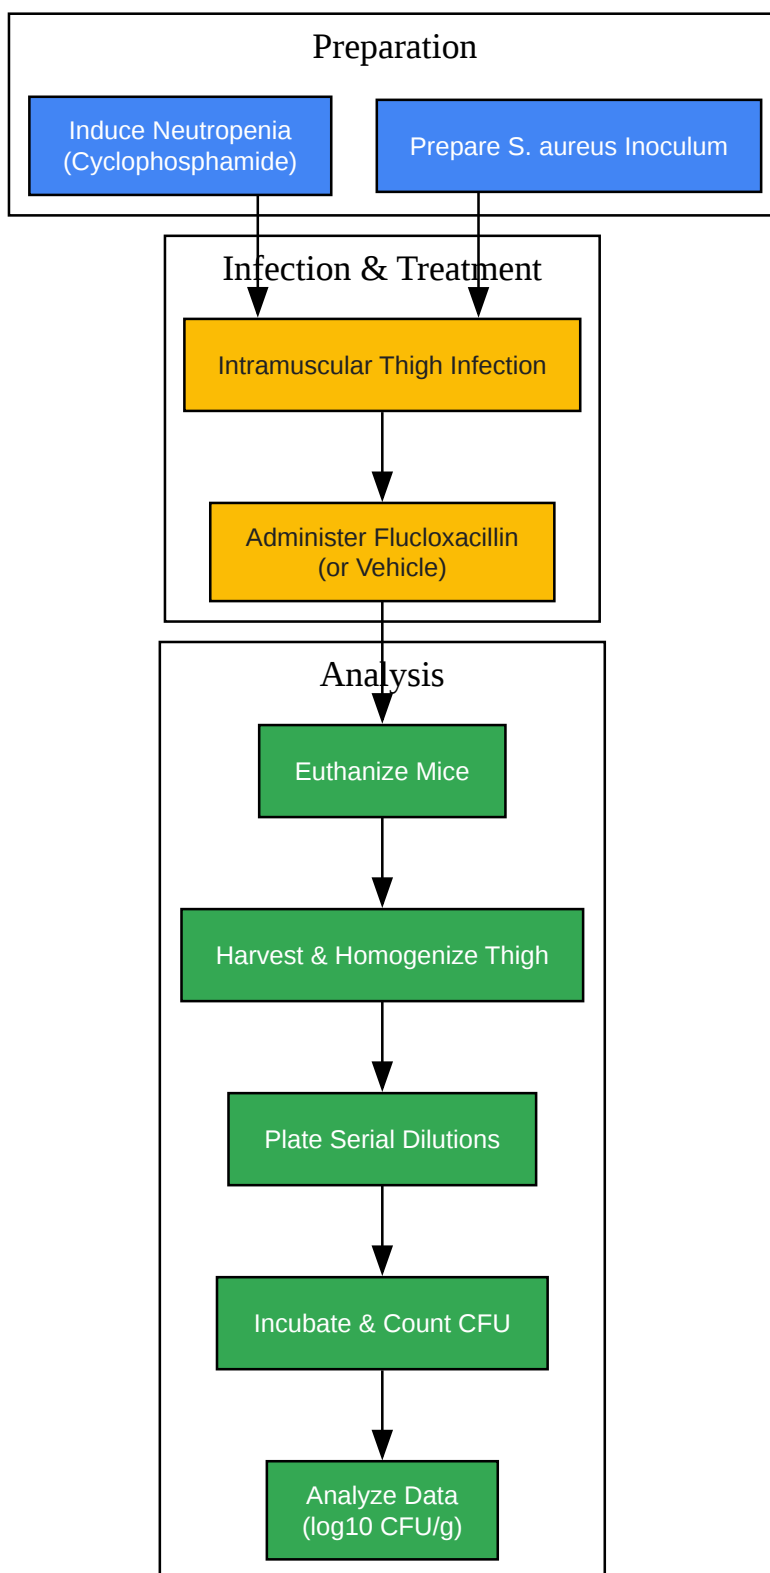 Preparation
Induce Neutropenia
(Cyclophosphamide)
Prepare S. aureus Inoculum
Infection & Treatment
Intramuscular Thigh Infection
Administer Flucloxacillin
(or Vehicle)
Analysis
Euthanize Mice
Harvest & Homogenize Thigh
Plate Serial Dilutions
Incubate & Count CFU
Analyze Data
(log10 CFU/g)